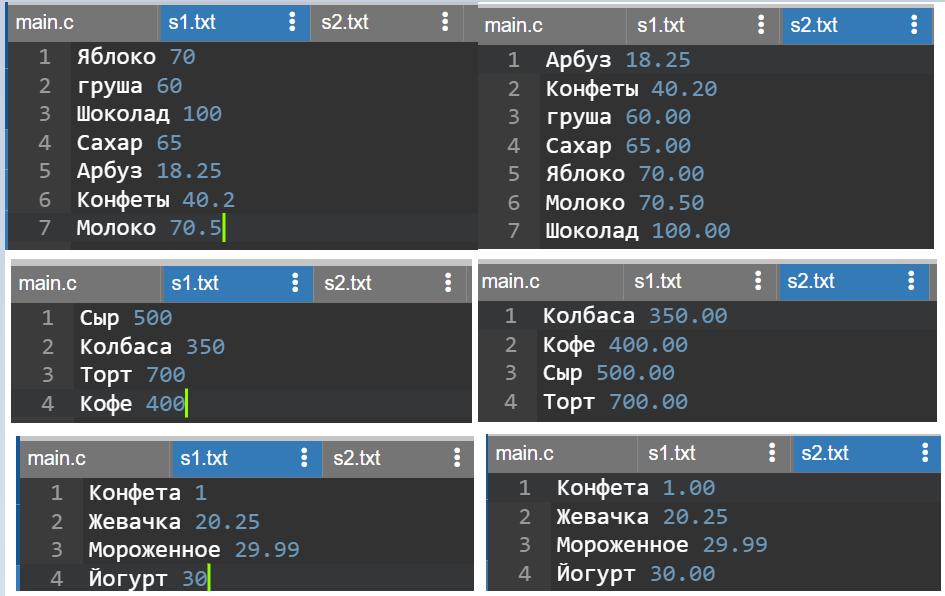 main.c s1.txt s2.txt
1 Яблоко 70
2 груша 60
3 Шоколад 100
4 Сахар 65
5 Арбуз 18.25
6 Конфеты 40.2
7 Молоко 70.5
main.c s1.txt s2.txt
1 Арбуз 18.25
2 Конфеты 40.20
3 груша 60.00
4 Сахар 65.00
5 Яблоко 70.00
6 Молоко 70.50
7 Шоколад 100.00
main.c s1.txt s2.txt
1 Сыр 500
2 Колбаса 350
3 Торт 700
4 Кофе 400
main.c s1.txt s2.txt
1 Колбаса 350.00
2 Кофе 400.00
3 Сыр 500.00
4 Торт 700.00
main.c s1.txt s2.txt
1 Конфета 1
2 Жевачка 20.25
3 Мороженное 29.99
4 Йогурт 30
main.c s1.txt s2.txt
1 Конфета 1.00
2 Жевачка 20.25
3 Мороженное 29.99
4 Йогурт 30.00